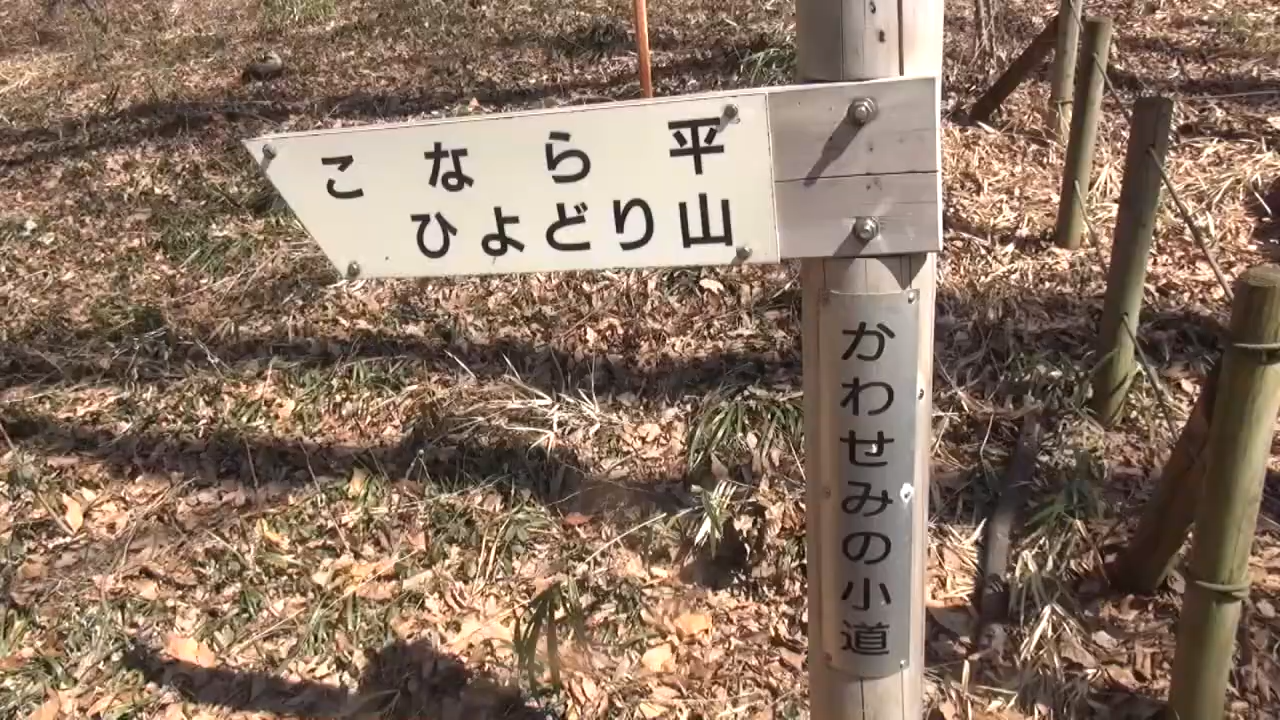 こなら平
ひよどり山
かわせみの小道